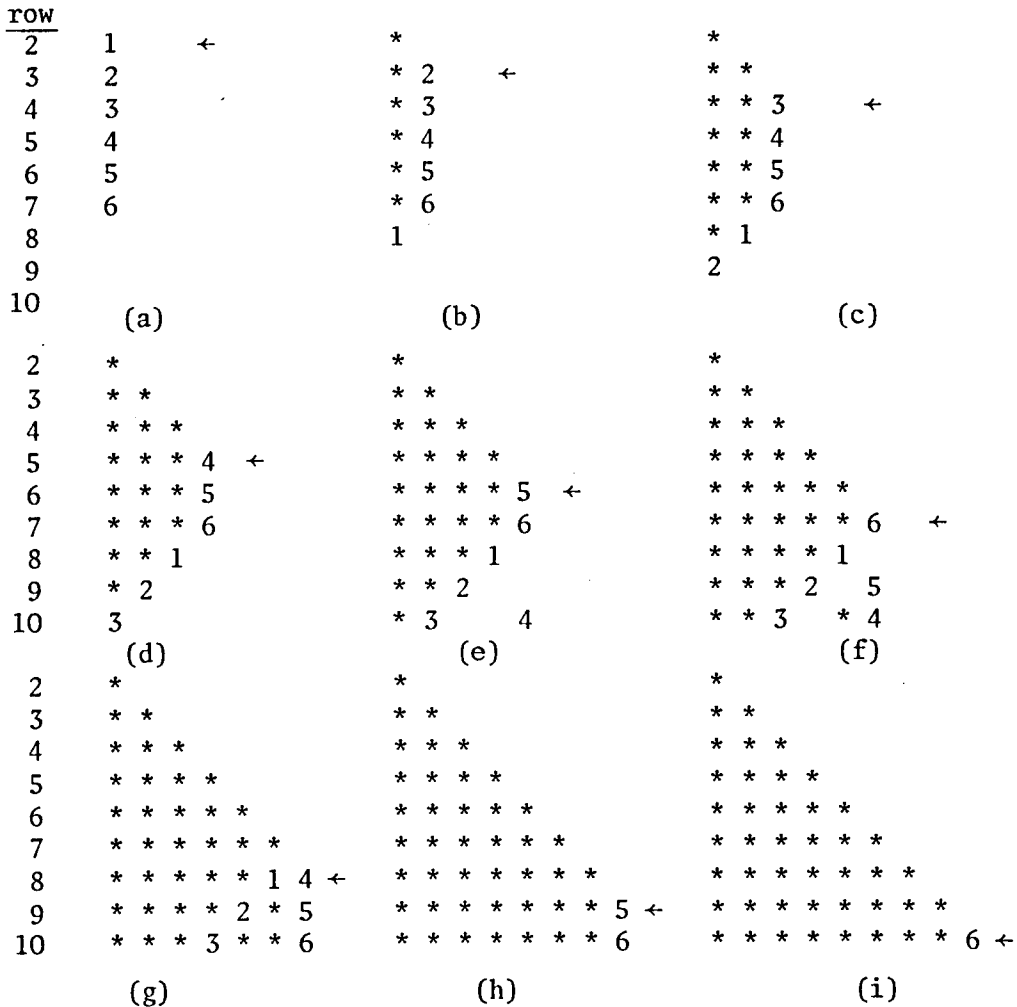 row
2 1 ← * *
3 2 * 2 ← * *
4 3 * 3 * * 3 ←
5 4 * 4 * * 4
6 5 * 5 * * 5
7 6 * 6 * * 6
8 1 * 1
9 2
10
(a) (b) (c)
2 * * *
3 * * * * * *
4 * * * * * * * * *
5 * * * 4 ← * * * * * * * *
6 * * * 5 * * * * 5 ← * * * * *
7 * * * 6 * * * * 6 * * * * * 6 ←
8 * * 1 * * * 1 * * * * 1
9 * 2 * * 2 * * * 2 5
10 3 * 3 4 * * 3 * 4
(d) (e) (f)
2 * * *
3 * * * * * *
4 * * * * * * * * *
5 * * * * * * * * * * * *
6 * * * * * * * * * * * * * * *
7 * * * * * * * * * * * * * * * * * *
8 * * * * * 1 4 ← * * * * * * * * * * * * * *
9 * * * * 2 * 5 * * * * * * * 5 ← * * * * * * * *
10 * * * 3 * * 6 * * * * * * * 6 * * * * * * * * 6 ←
(g) (h) (i)